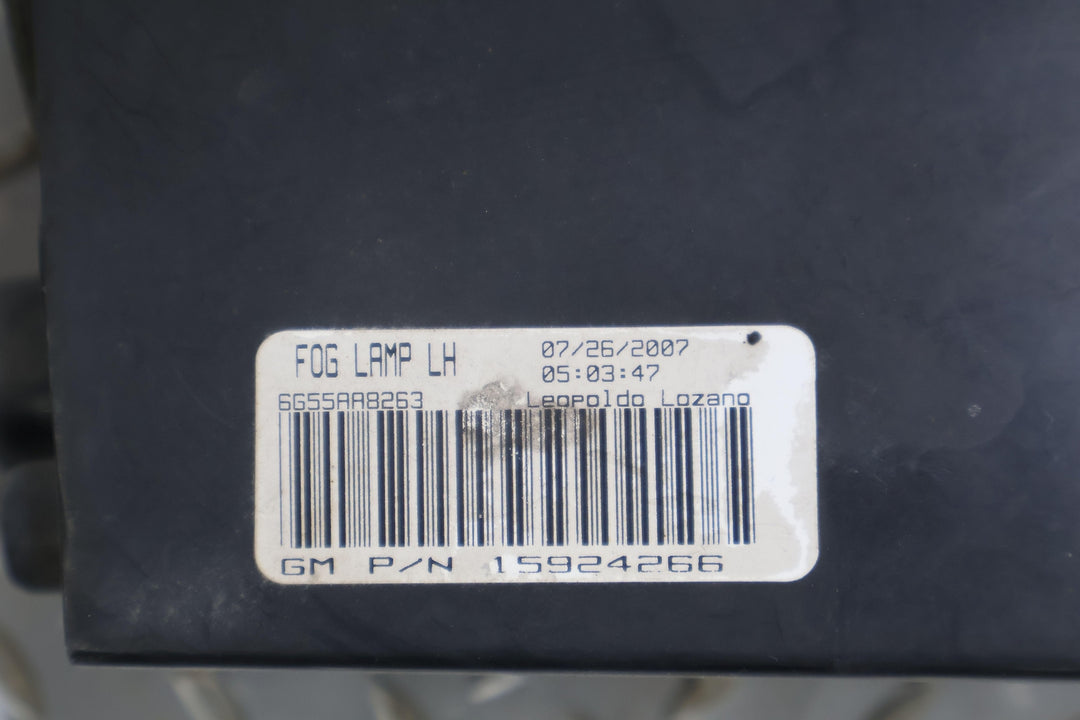 FOG LAMP LH
07/26/2007
05:03:47
6G55AA8263
Leopoldo Lozano
GM P/N 15924266